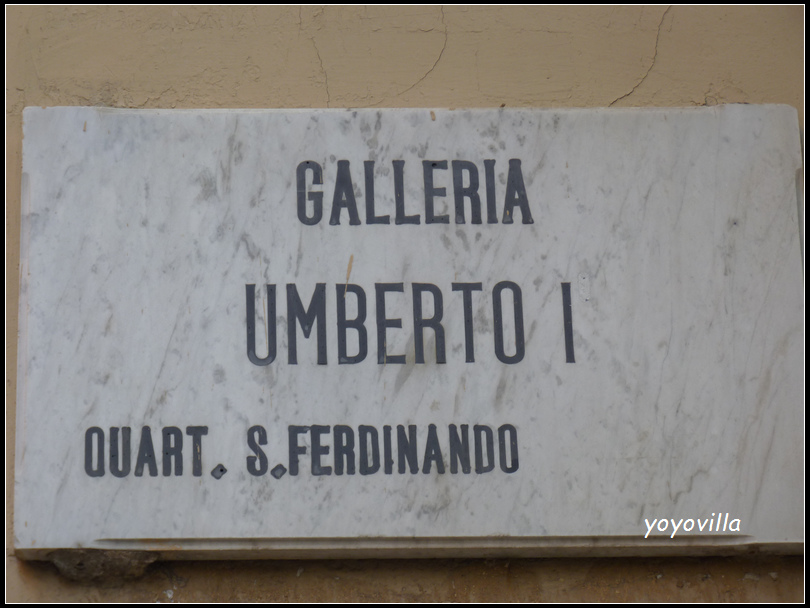 GALLERIA
UMBERTO I
QUART. S. FERDINANDO
yoyovilla